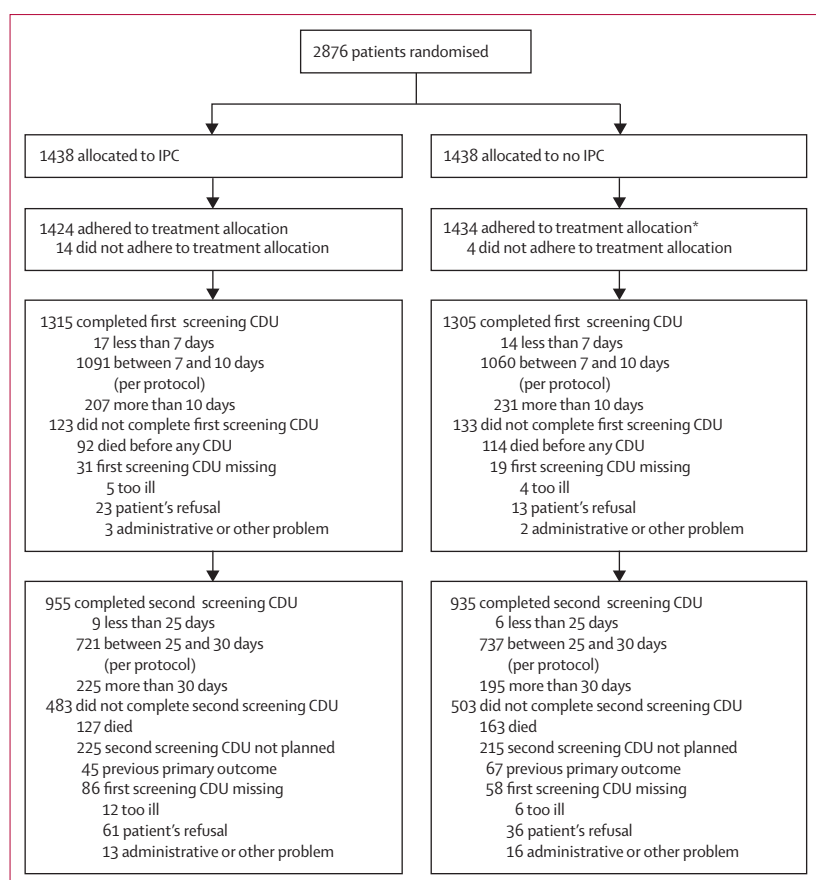 2876 patients randomised
1438 allocated to IPC
1424 adhered to treatment allocation
14 did not adhere to treatment allocation
1315 completed first screening CDU
17 less than 7 days
1091 between 7 and 10 days
(per protocol)
207 more than 10 days
123 did not complete first screening CDU
92 died before any CDU
31 first screening CDU missing
5 too ill
23 patient's refusal
3 administrative or other problem
955 completed second screening CDU
9 less than 25 days
721 between 25 and 30 days
(per protocol)
225 more than 30 days
483 did not complete second screening CDU
127 died
225 second screening CDU not planned
45 previous primary outcome
86 first screening CDU missing
12 too ill
61 patient's refusal
13 administrative or other problem
1438 allocated to no IPC
1434 adhered to treatment allocation*
4 did not adhere to treatment allocation
1305 completed first screening CDU
14 less than 7 days
1060 between 7 and 10 days
(per protocol)
231 more than 10 days
133 did not complete first screening CDU
114 died before any CDU
19 first screening CDU missing
4 too ill
13 patient's refusal
2 administrative or other problem
935 completed second screening CDU
6 less than 25 days
737 between 25 and 30 days
(per protocol)
195 more than 30 days
503 did not complete second screening CDU
163 died
215 second screening CDU not planned
67 previous primary outcome
58 first screening CDU missing
6 too ill
36 patient's refusal
16 administrative or other problem